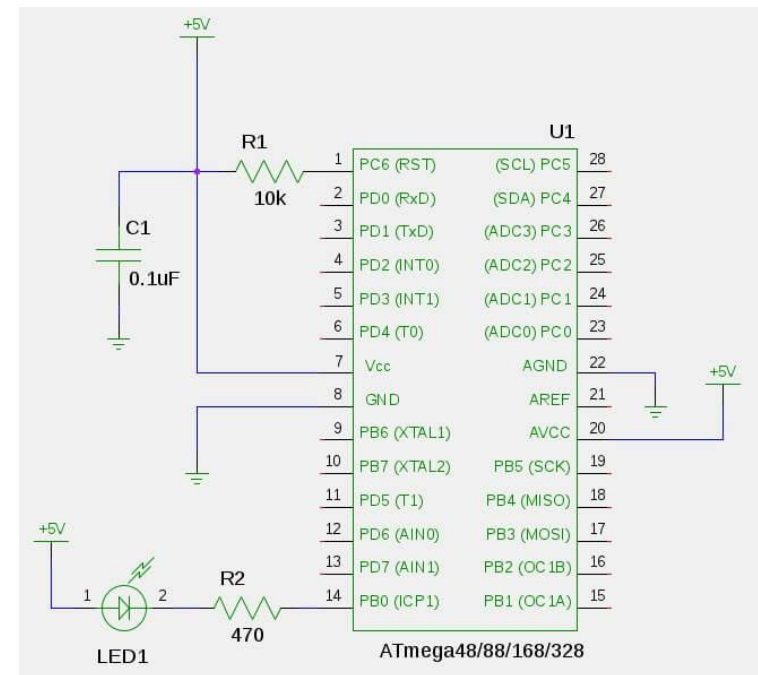 +5V
U1
R1
10k
C1
0.1uF
1 PC6 (RST) (SCL) PC5 28
2 PD0 (RxD) (SDA) PC4 27
3 PD1 (TxD) (ADC3) PC3 26
4 PD2 (INT0) (ADC2) PC2 25
5 PD3 (INT1) (ADC1) PC1 24
6 PD4 (T0) (ADC0) PC0 23
7 Vcc AGND 22
8 GND AREF 21
9 PB6 (XTAL1) AVCC 20
10 PB7 (XTAL2) PB5 (SCK) 19
11 PD5 (T1) PB4 (MISO) 18
12 PD6 (AIN0) PB3 (MOSI) 17
13 PD7 (AIN1) PB2 (OC1B) 16
14 PB0 (ICP1) PB1 (OC1A) 15
+5V
+5V
1 2
R2
470
LED1
ATmega48/88/168/328